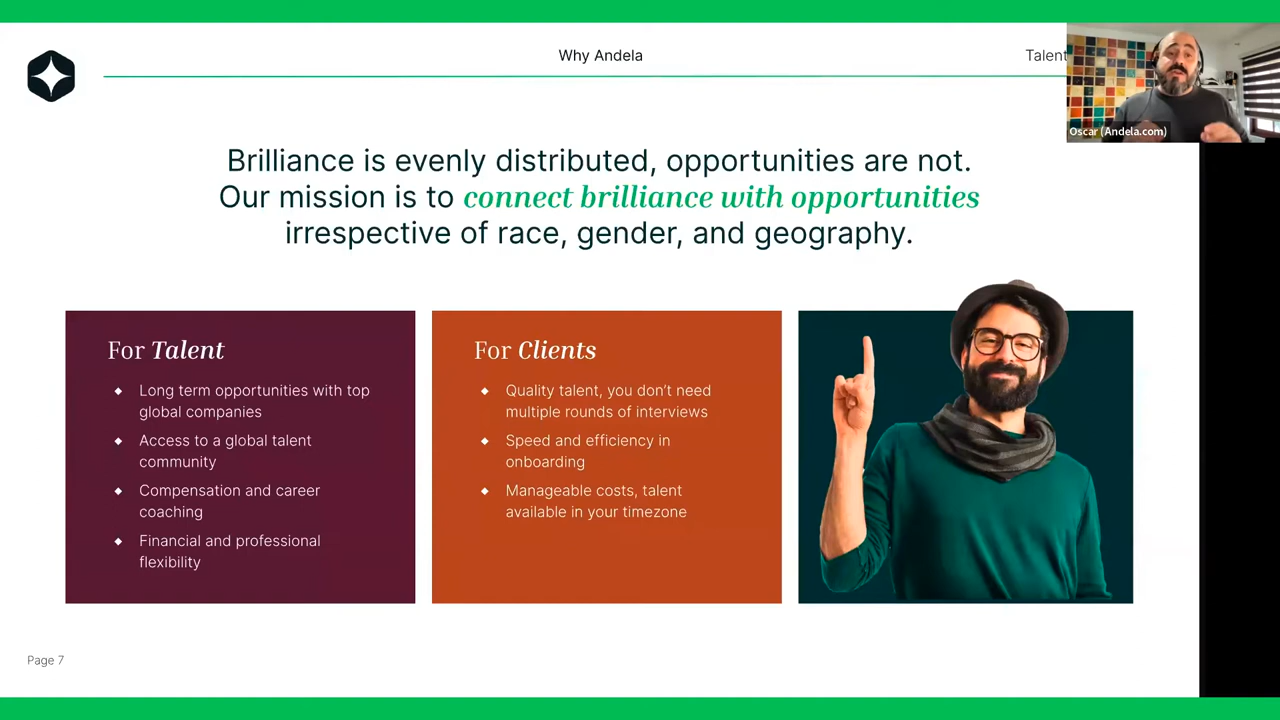 Why Andela
Talent
Oscar (Andela.com)
Brilliance is evenly distributed, opportunities are not.
Our mission is to connect brilliance with opportunities
irrespective of race, gender, and geography.
For Talent
Long term opportunities with top
global companies
Access to a global talent
community
Compensation and career
coaching
Financial and professional
flexibility
For Clients
Quality talent, you don’t need
multiple rounds of interviews
Speed and efficiency in
onboarding
Manageable costs, talent
available in your timezone
Page 7